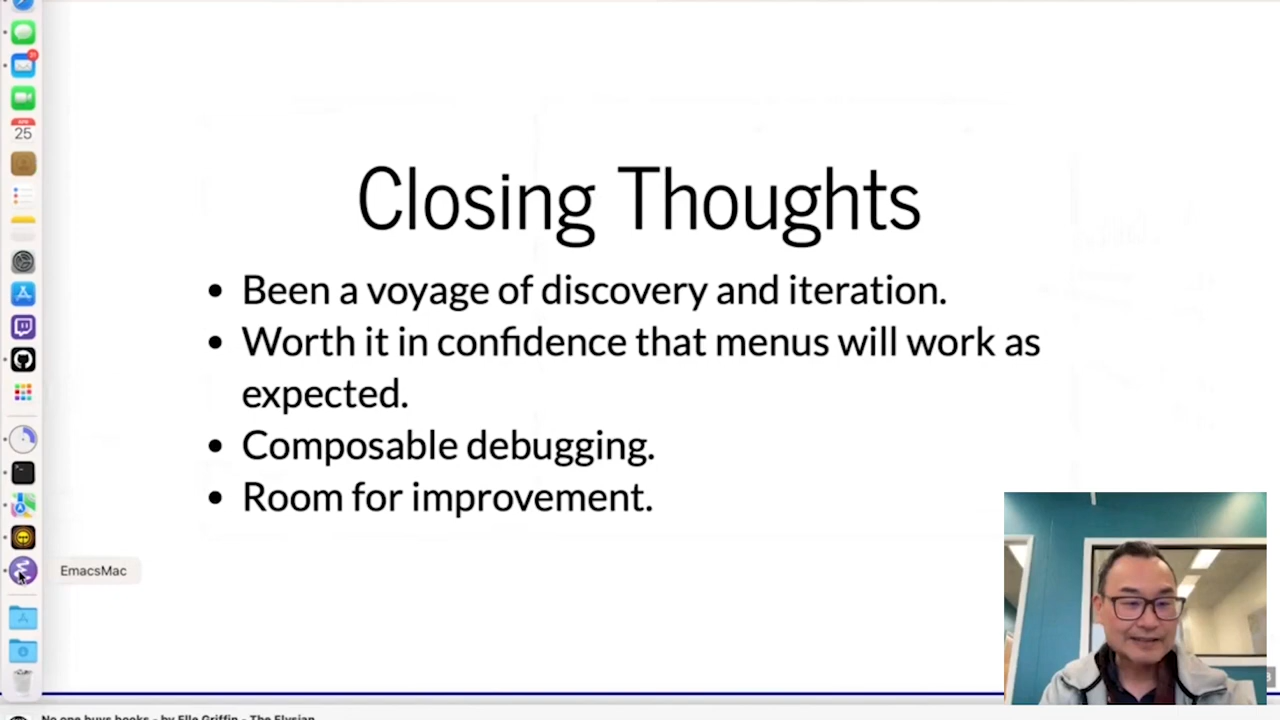 25
Closing Thoughts
Been a voyage of discovery and iteration.
Worth it in confidence that menus will work as
expected.
Composable debugging.
Room for improvement.
EmacsMac
No one buys books - by Elle Griffin - The Elysian